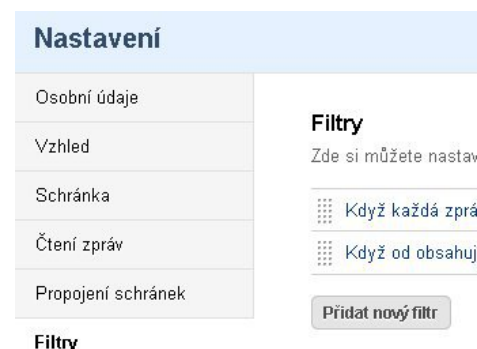 Nastavení
Osobní údaje
Vzhled
Schránka
Čtení zpráv
Propojení schránek
Filtry
Filtry
Zde si můžete nastav
Když každá zprá
Když od obsahuj
Přidat nový filtr